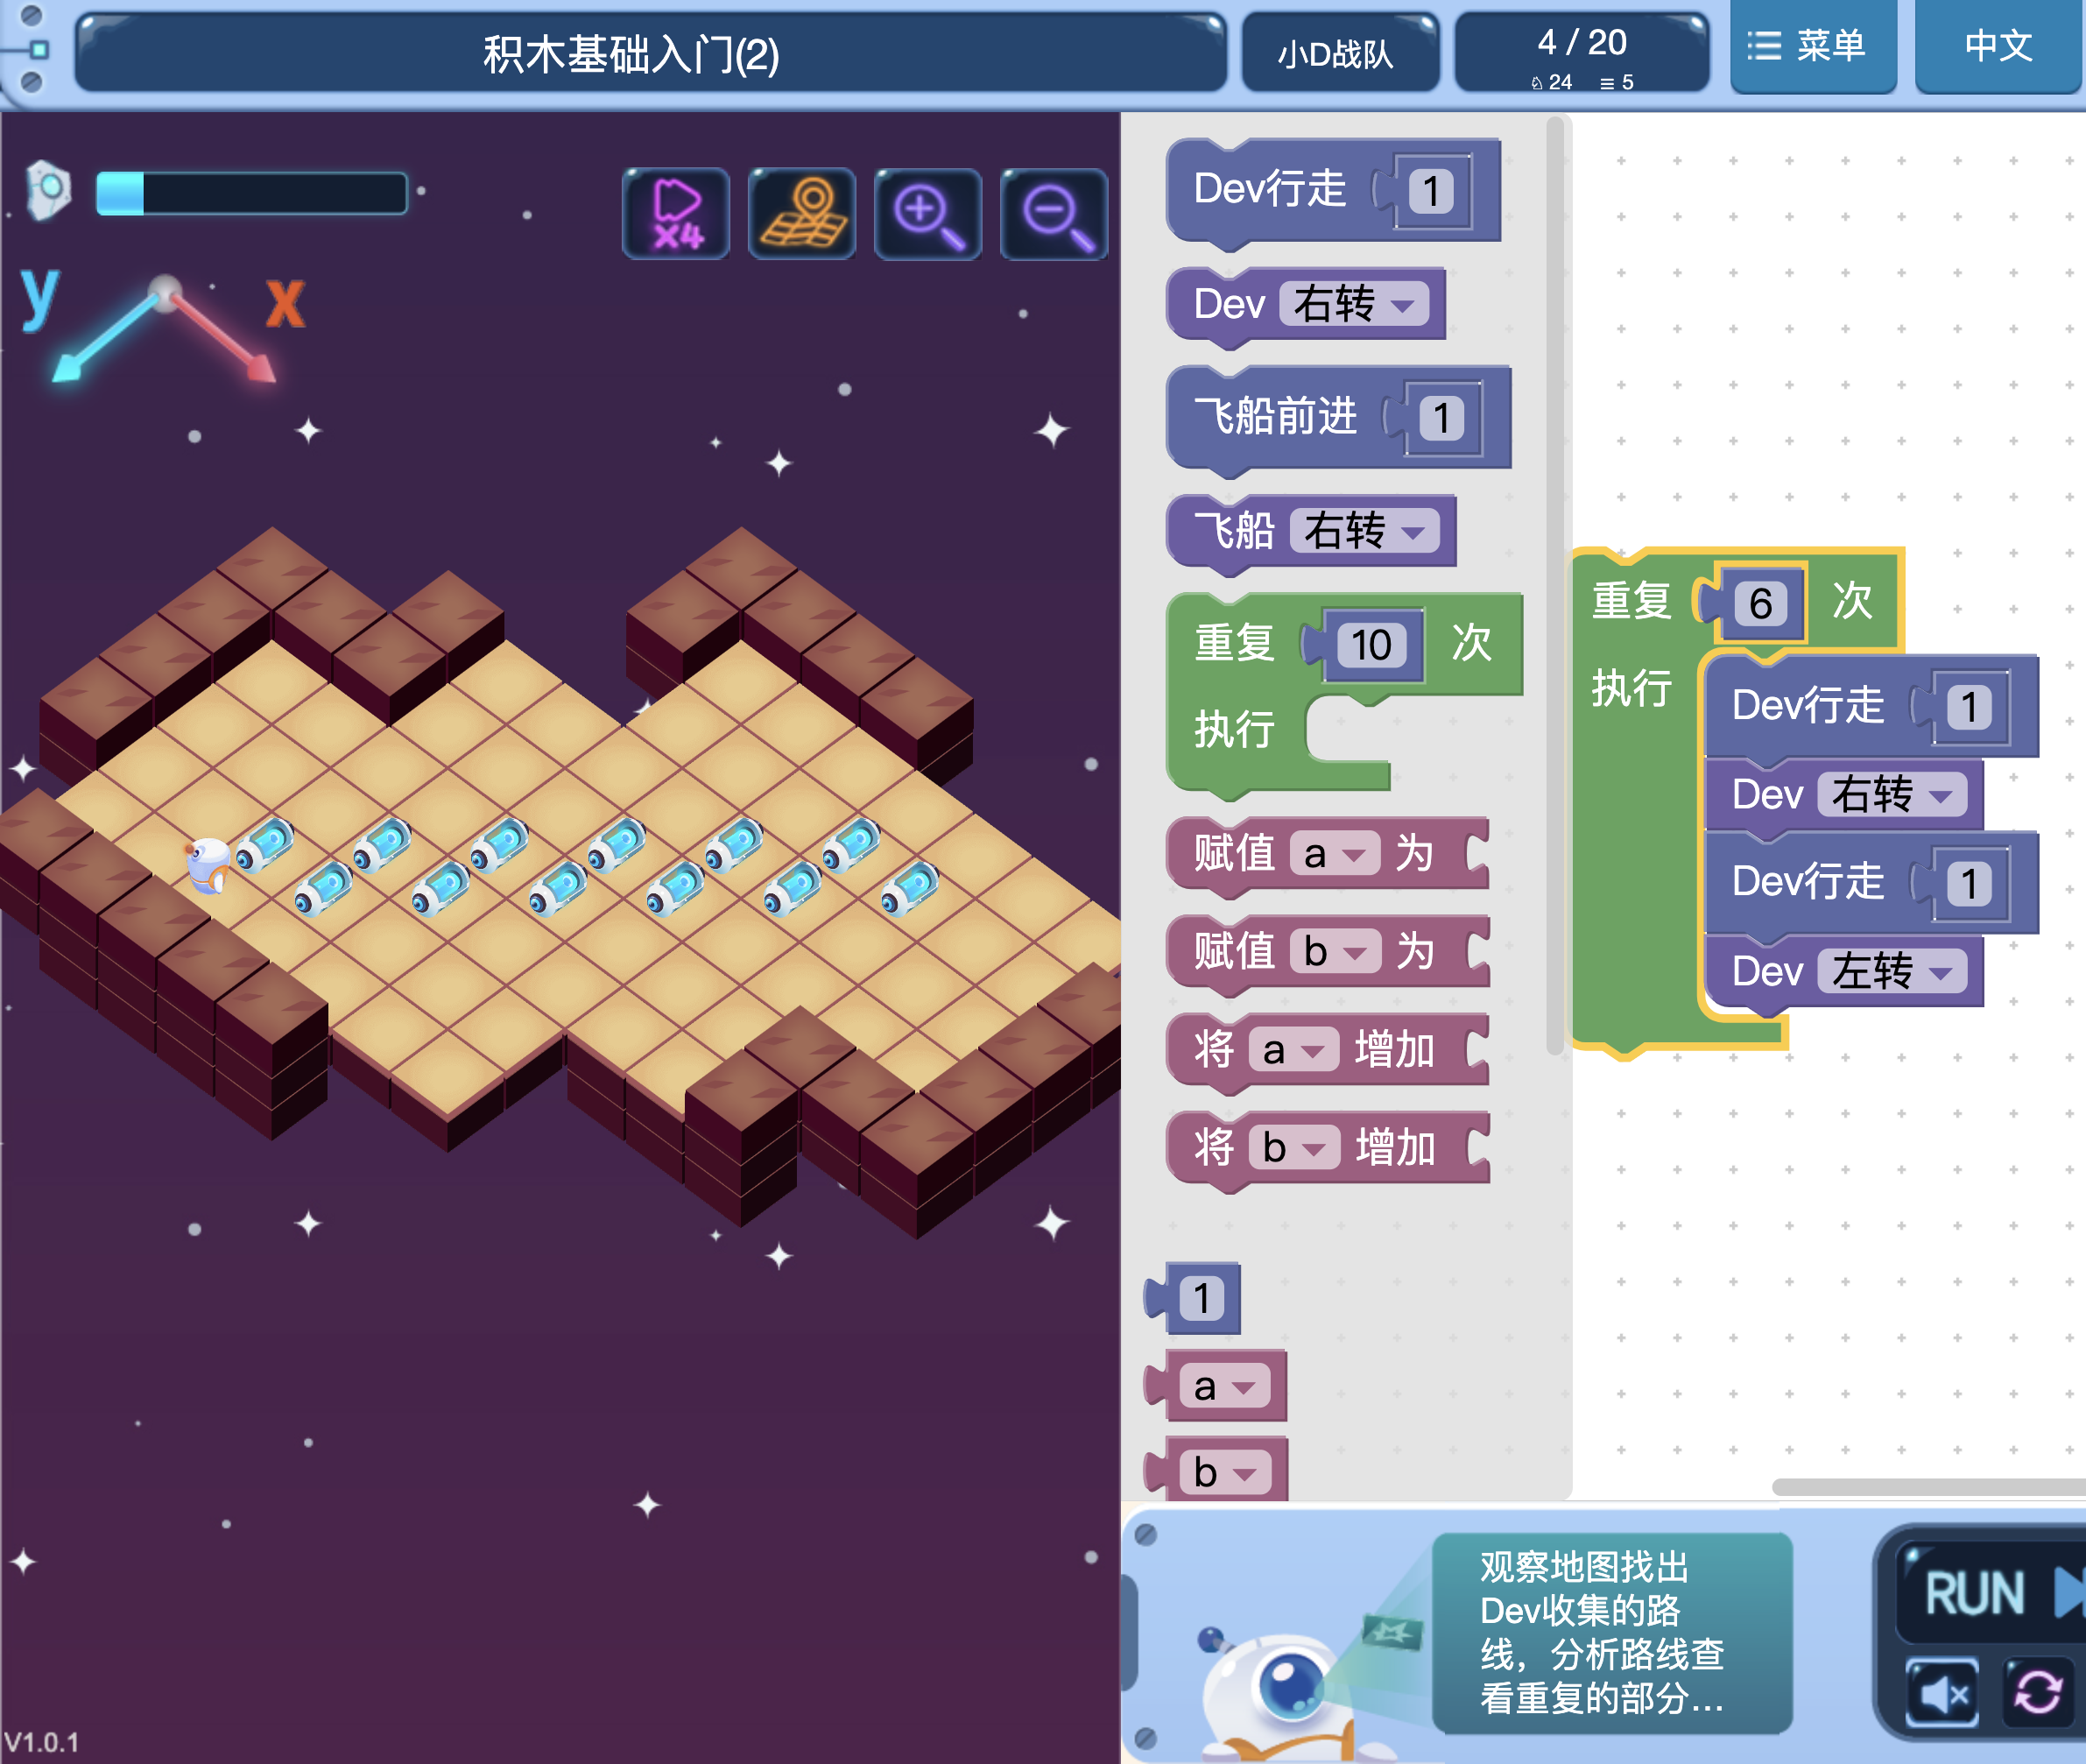 积木基础入门(2)
小D战队
4 / 20
24 5
菜单
中文
X4
y
x
Dev行走 1
Dev 右转
飞船前进 1
飞船 右转
重复 10 次
执行
赋值 a 为
赋值 b 为
将 a 增加
将 b 增加
1
a
b
重复 6 次
执行
Dev行走 1
Dev 右转
Dev行走 1
Dev 左转
观察地图找出
Dev收集的路
线，分析路线查
看重复的部分...
RUN
V1.0.1